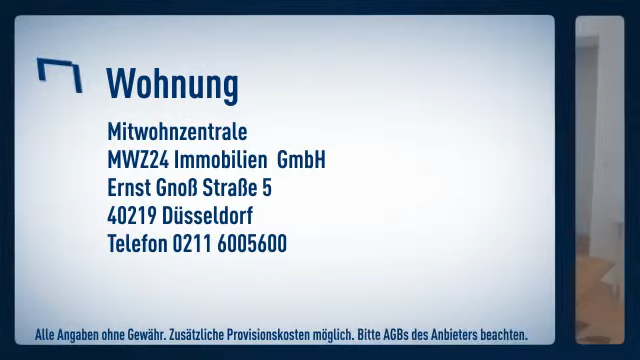 Wohnung
Mitwohnzentrale
MWZ24 Immobilien GmbH
Ernst Gnoß Straße 5
40219 Düsseldorf
Telefon 0211 6005600
Alle Angaben ohne Gewähr. Zusätzliche Provisionskosten möglich. Bitte AGBs des Anbieters beachten.